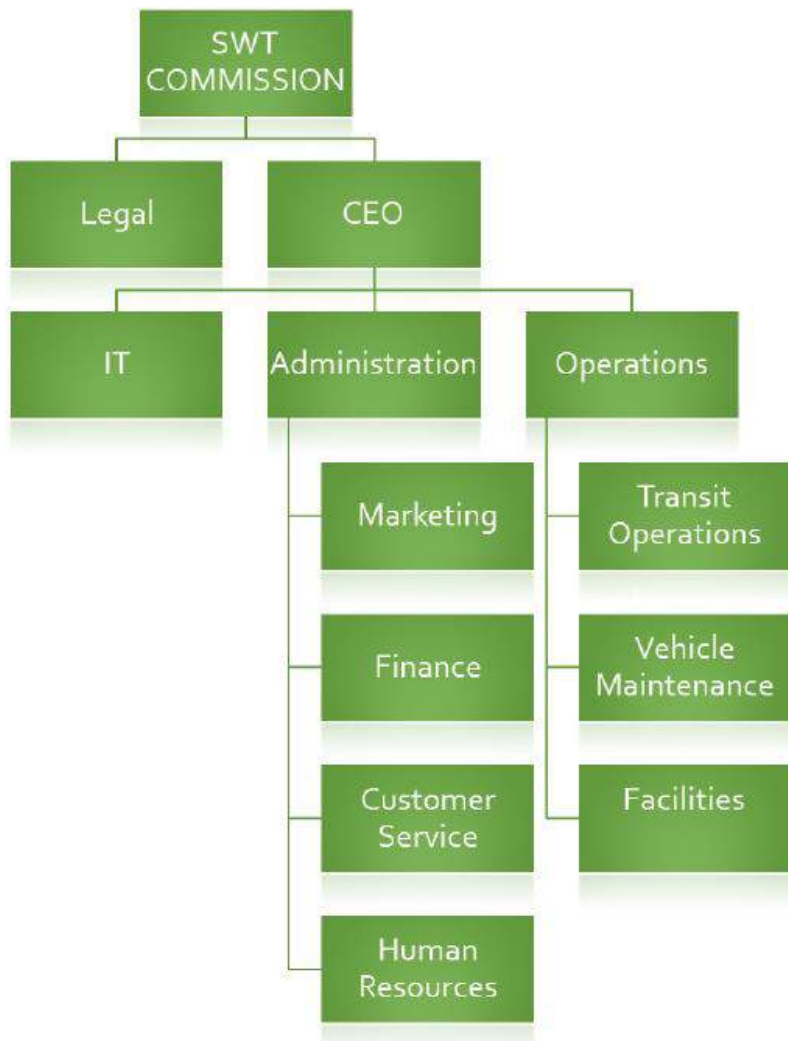 SWT
COMMISSION
Legal
CEO
IT
Administration
Operations
Marketing
Transit
Operations
Finance
Vehicle
Maintenance
Customer
Service
Facilities
Human
Resources